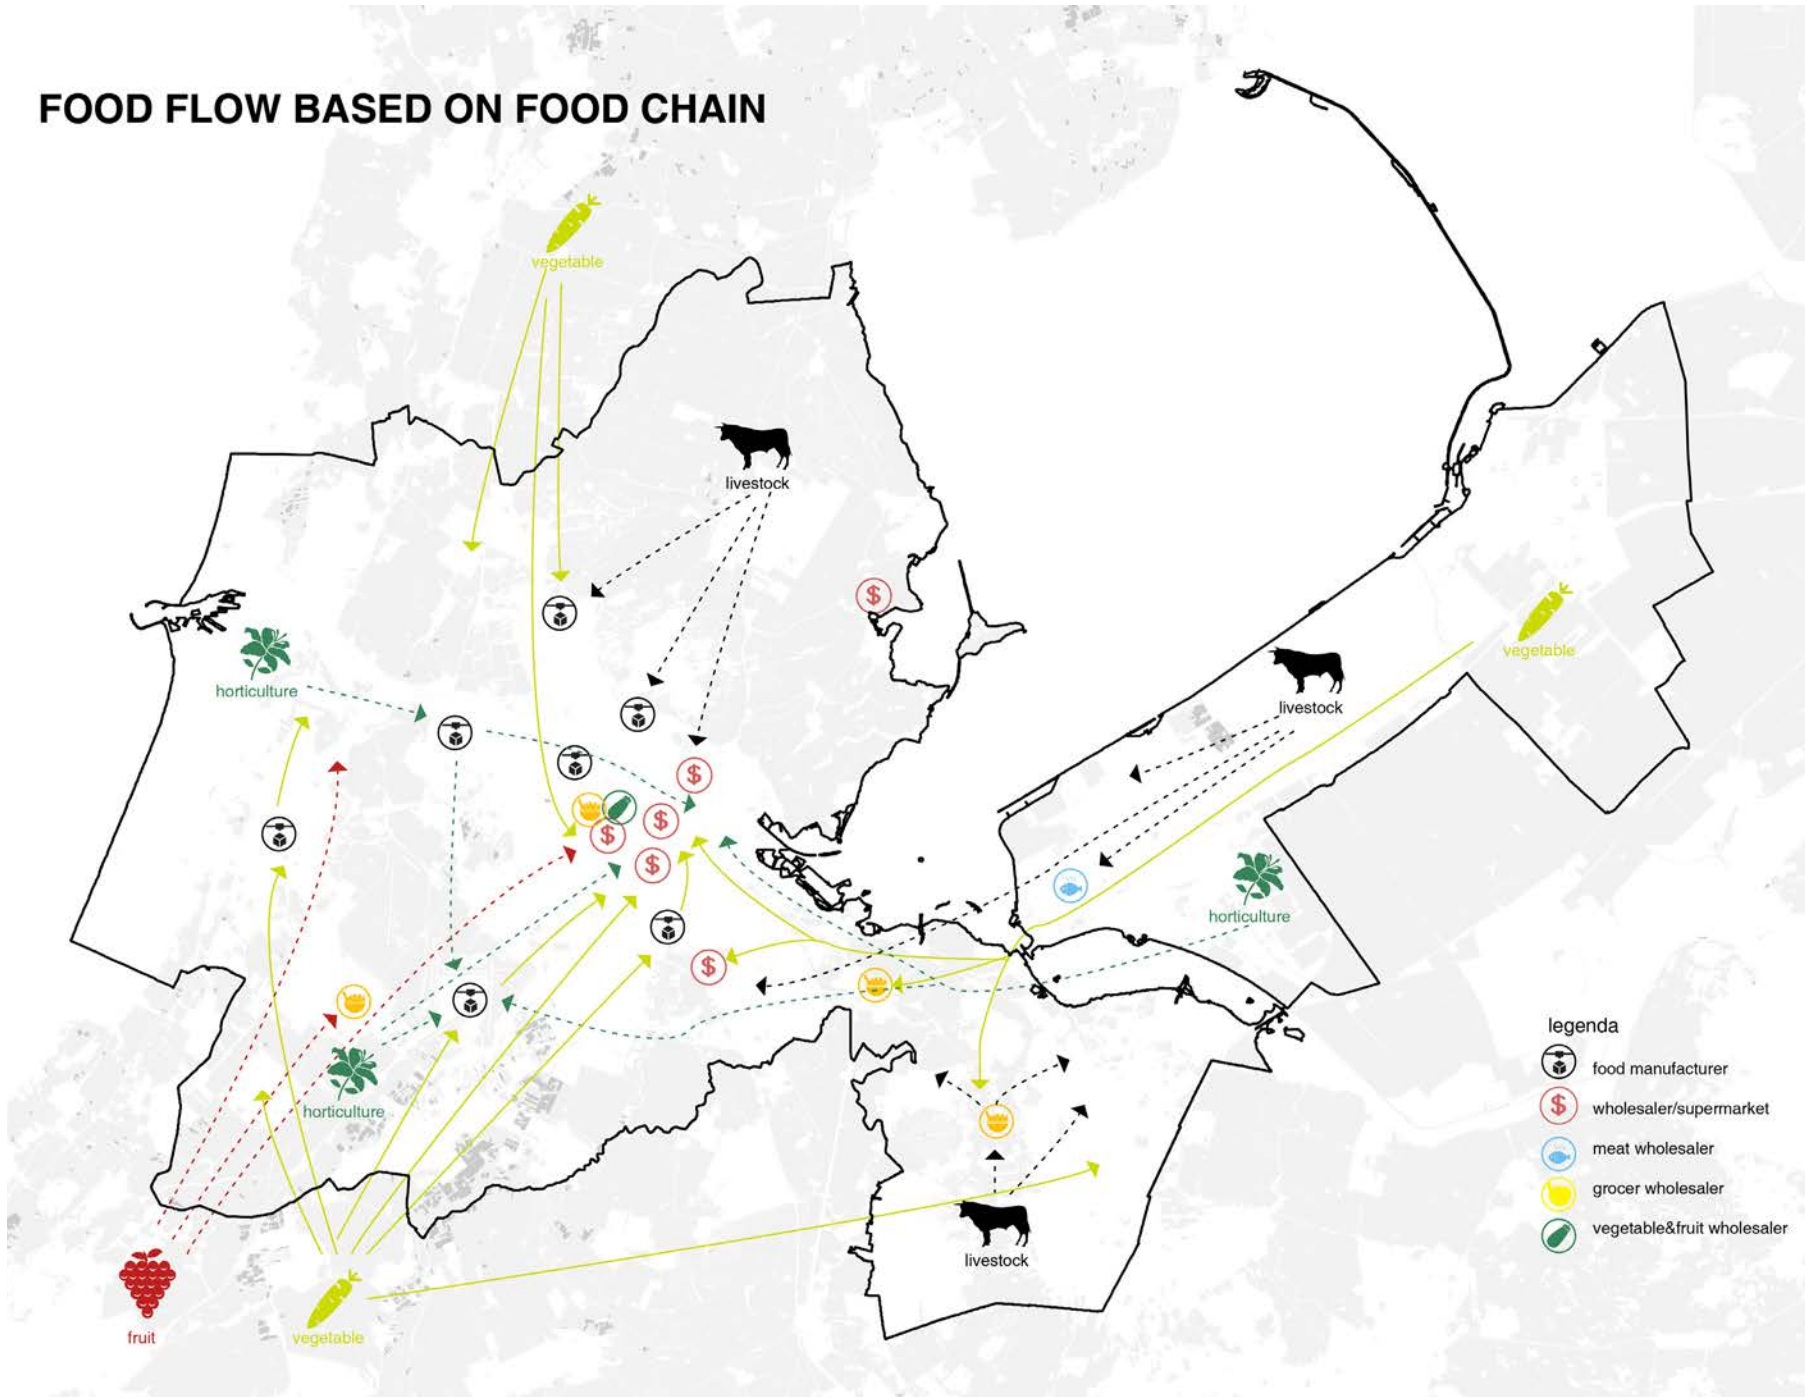 FOOD FLOW BASED ON FOOD CHAIN
vegetable
livestock
horticulture
vegetable
livestock
horticulture
horticulture
livestock
fruit
vegetable
legenda
food manufacturer
wholesaler/supermarket
meat wholesaler
grocer wholesaler
vegetable&fruit wholesaler